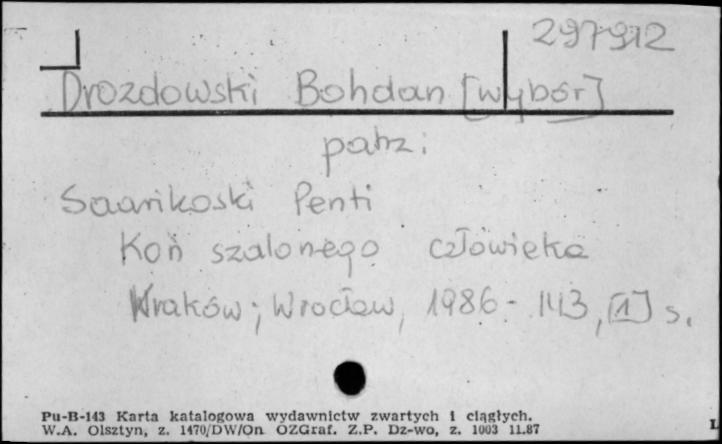 297912
Drozdowski Bohdan [wybór]
patrz:
Saarikoski Penti
Koń szalonego człowieka
Kraków; Wrocław, 1986 - 143, [1] s.
Pu-B-143 Karta katalogowa wydawnictw zwartych i ciągłych.
W.A. Olsztyn, z. 1470/DW/On OZGraf. Z.P. Dz-wo, z. 1003 11.87